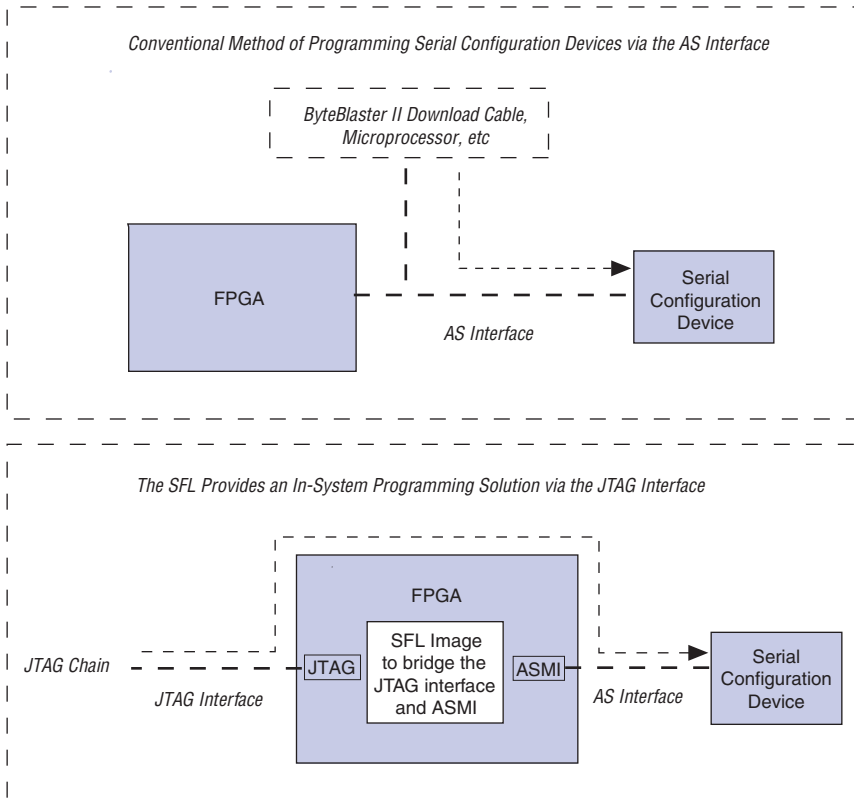 Conventional Method of Programming Serial Configuration Devices via the AS Interface
ByteBlaster II Download Cable,
Microprocessor, etc
FPGA
Serial
Configuration
Device
AS Interface
The SFL Provides an In-System Programming Solution via the JTAG Interface
FPGA
JTAG Chain
JTAG
SFL Image
to bridge the
JTAG interface
and ASMI
ASMI
Serial
Configuration
Device
JTAG Interface
AS Interface